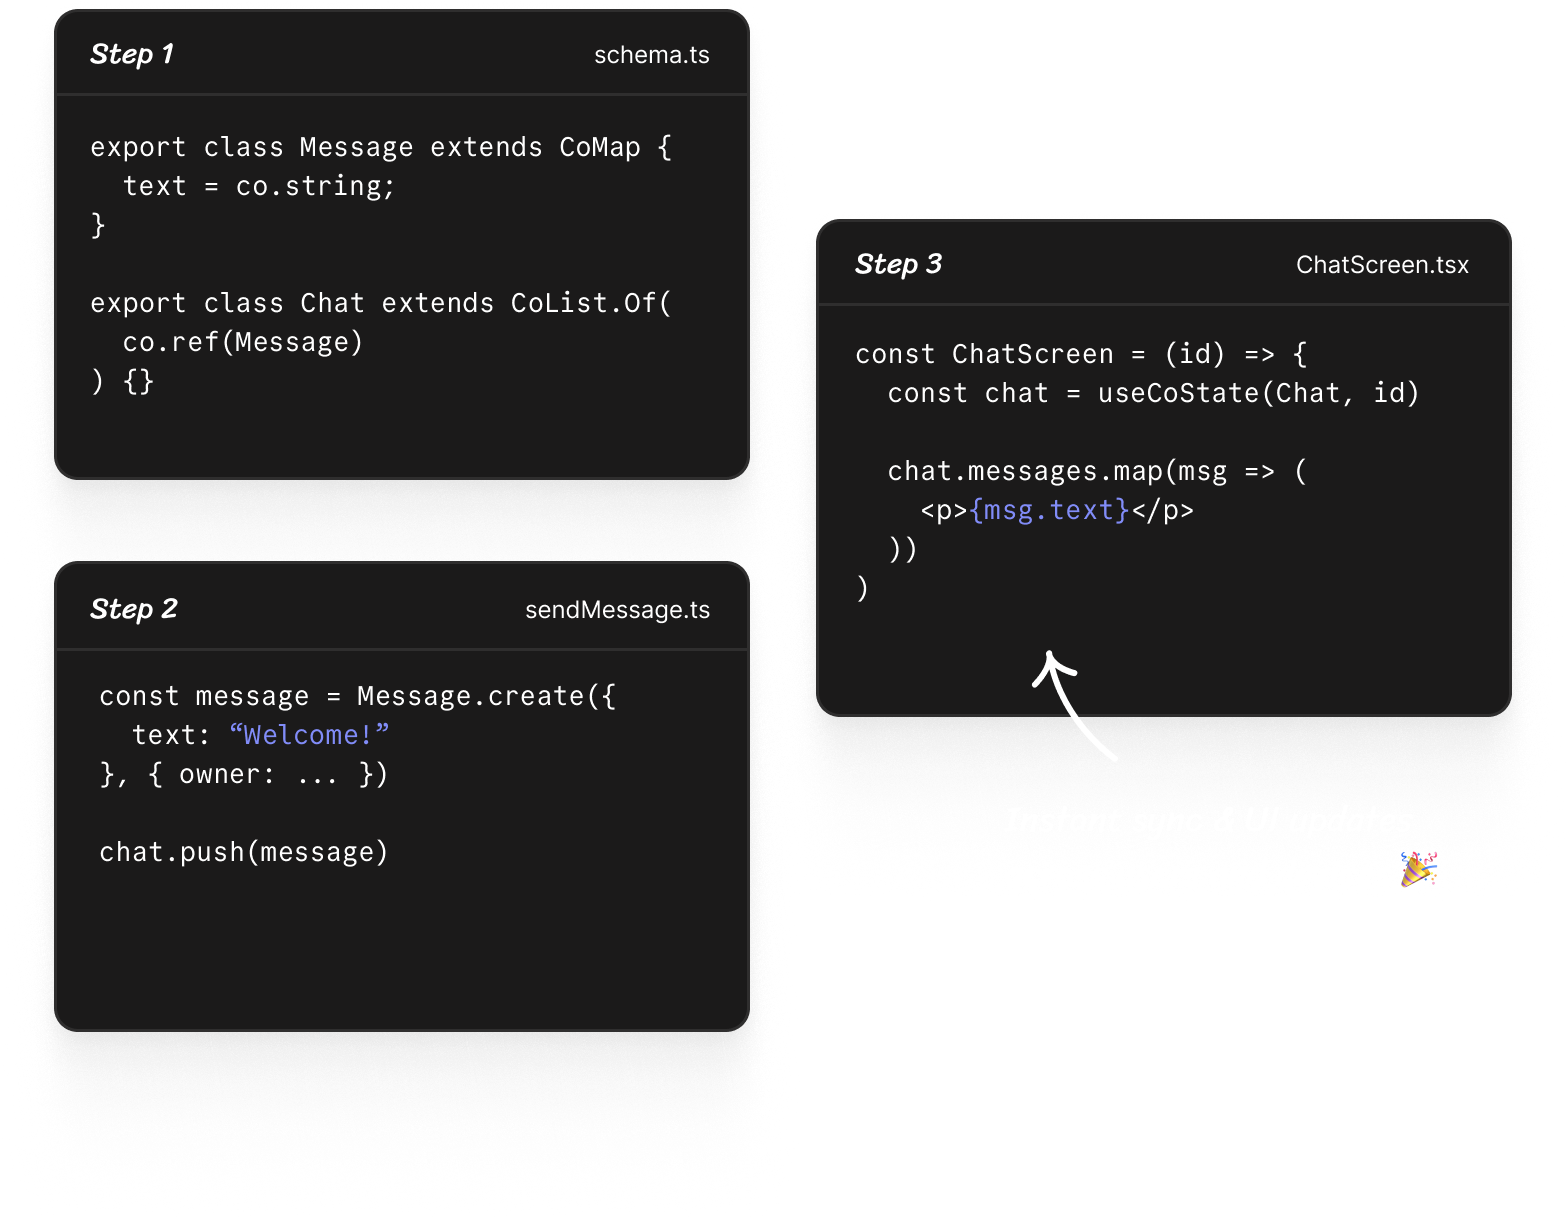 Step 1
schema.ts
export class Message extends CoMap {
  text = co.string;
}
export class Chat extends CoList.Of(
  co.ref(Message)
) {}
Step 2
sendMessage.ts
const message = Message.create({
  text: “Welcome!”
}, { owner: ... })
chat.push(message)
Step 3
ChatScreen.tsx
const ChatScreen = (id) => {
  const chat = useCoState(Chat, id)
  chat.messages.map(msg => (
    <p>{msg.text}</p>
  ))
)